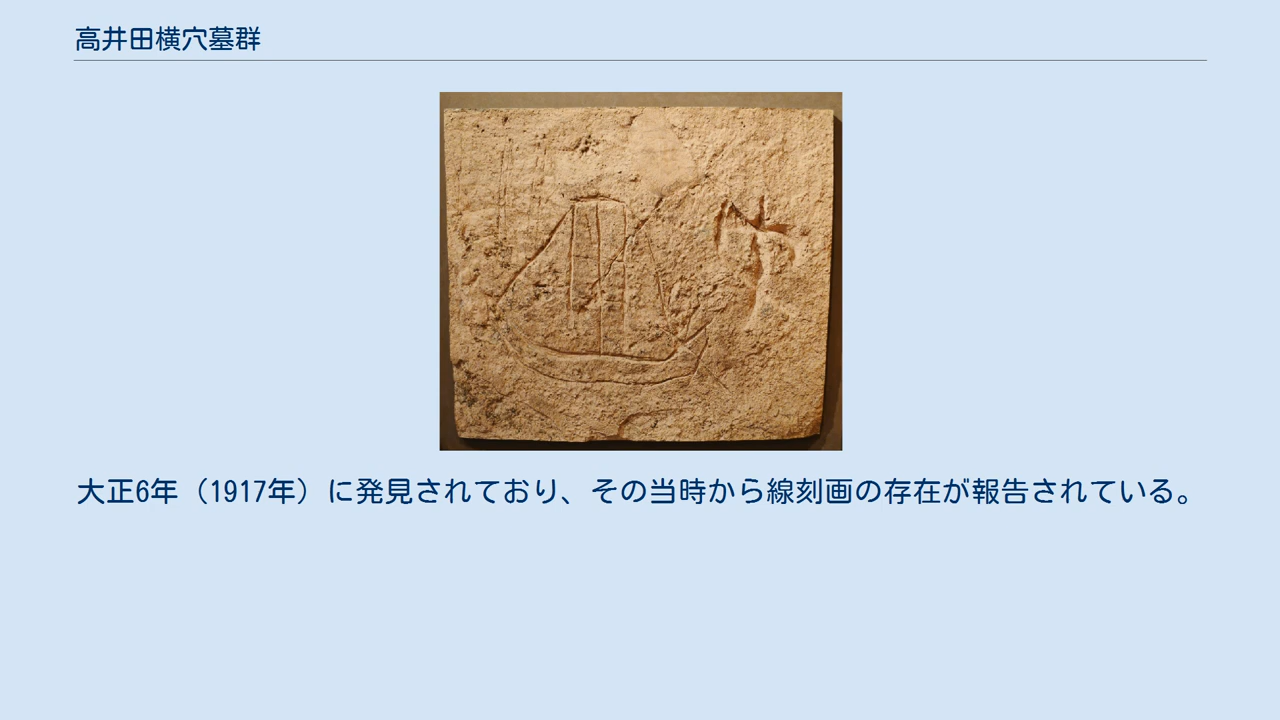 高井田横穴墓群
大正6年（1917年）に発見されており、その当時から線刻画の存在が報告されている。